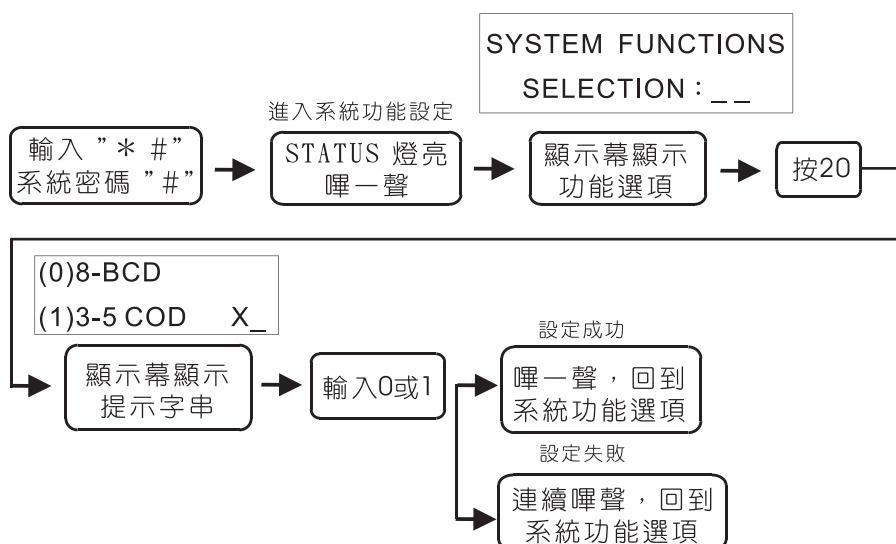 SYSTEM FUNCTIONS
SELECTION：_ _
進入系統功能設定
輸入 ”＊ #”
系統密碼 ”#”
STATUS 燈亮
嗶一聲
顯示幕顯示
功能選項
按20
(0)8-BCD
(1)3-5 COD X_
顯示幕顯示
提示字串
輸入0或1
設定成功
嗶一聲，回到
系統功能選項
設定失敗
連續嗶聲，回到
系統功能選項